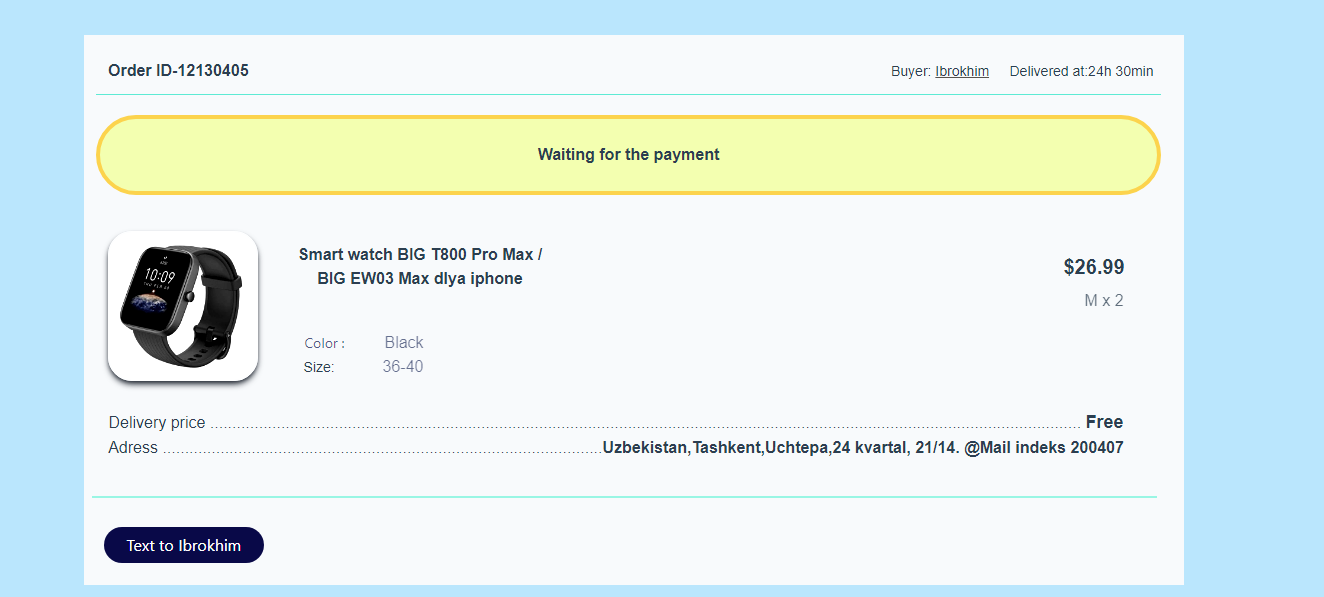 Order ID-12130405
Buyer: Ibrokhim Delivered at:24h 30min
Waiting for the payment
10:09
Smart watch BIG T800 Pro Max /
BIG EW03 Max dlya iphone
$26.99
M x 2
Color : Black
Size: 36-40
Delivery price Free
Adress Uzbekistan,Tashkent,Uchtepa,24 kvartal, 21/14. @Mail indeks 200407
Text to Ibrokhim